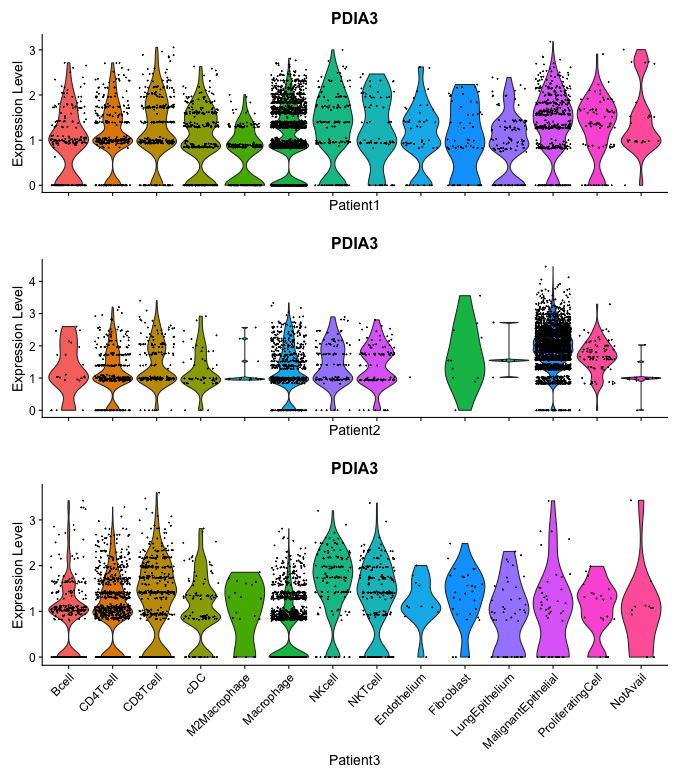 PDIA3
Expression Level
3
2
1
0
Patient1
PDIA3
Expression Level
4
3
2
1
0
Patient2
PDIA3
Expression Level
3
2
1
0
Bcell
CD4Tcell
CD8Tcell
cDC
M2Macrophage
Macrophage
NKcell
NKTcell
Endothelium
Fibroblast
LungEpithelium
MalignantEpithelial
ProliferatingCell
NotAvail
Patient3